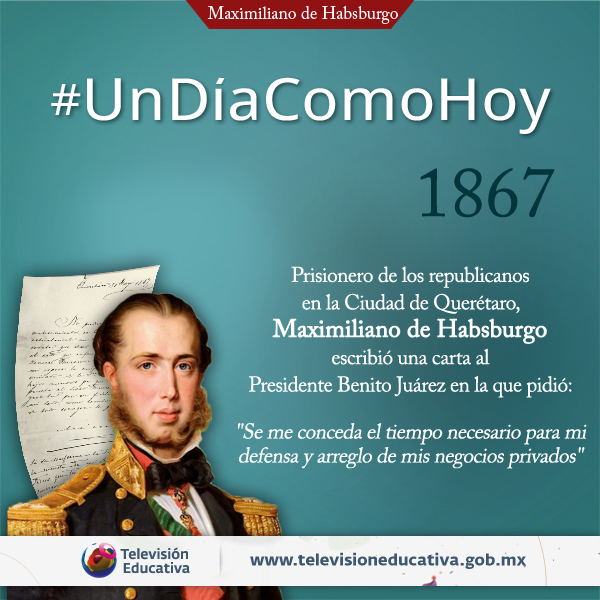 Maximiliano de Habsburgo
#UnDíaComoHoy
1867
Prisionero de los republicanos
en la Ciudad de Querétaro,
Maximiliano de Habsburgo
escribió una carta al
Presidente Benito Juárez en la que pidió:
"Se me conceda el tiempo necesario para mi
defensa y arreglo de mis negocios privados"
Televisión
Educativa
www.televisioneducativa.gob.mx